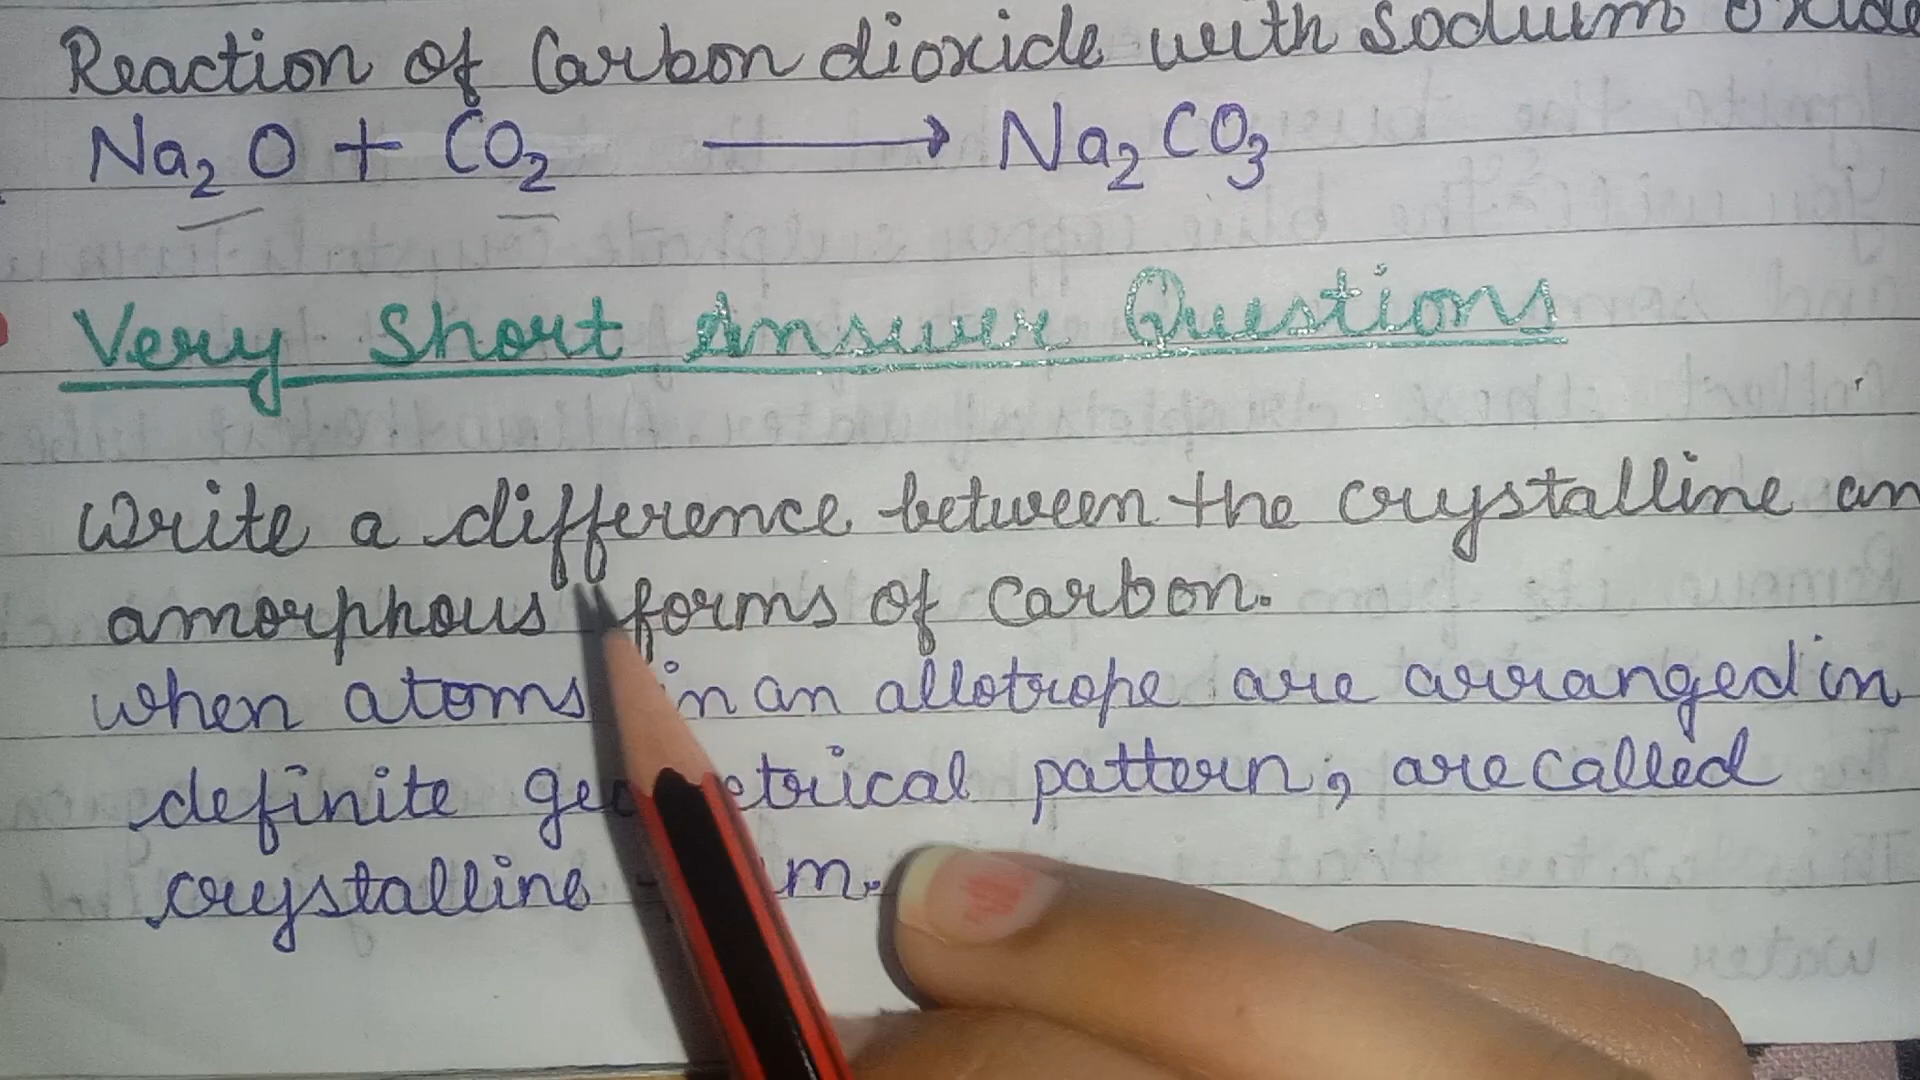 Reaction of Carbon dioxide with Sodium Oxide
Na₂O + CO₂ → Na₂CO₃
Very Short Answer Questions
Write a difference between the crystalline an
amorphous forms of Carbon.
when atoms in an allotrope are arranged in
definite geometrical pattern, are called
crystalline